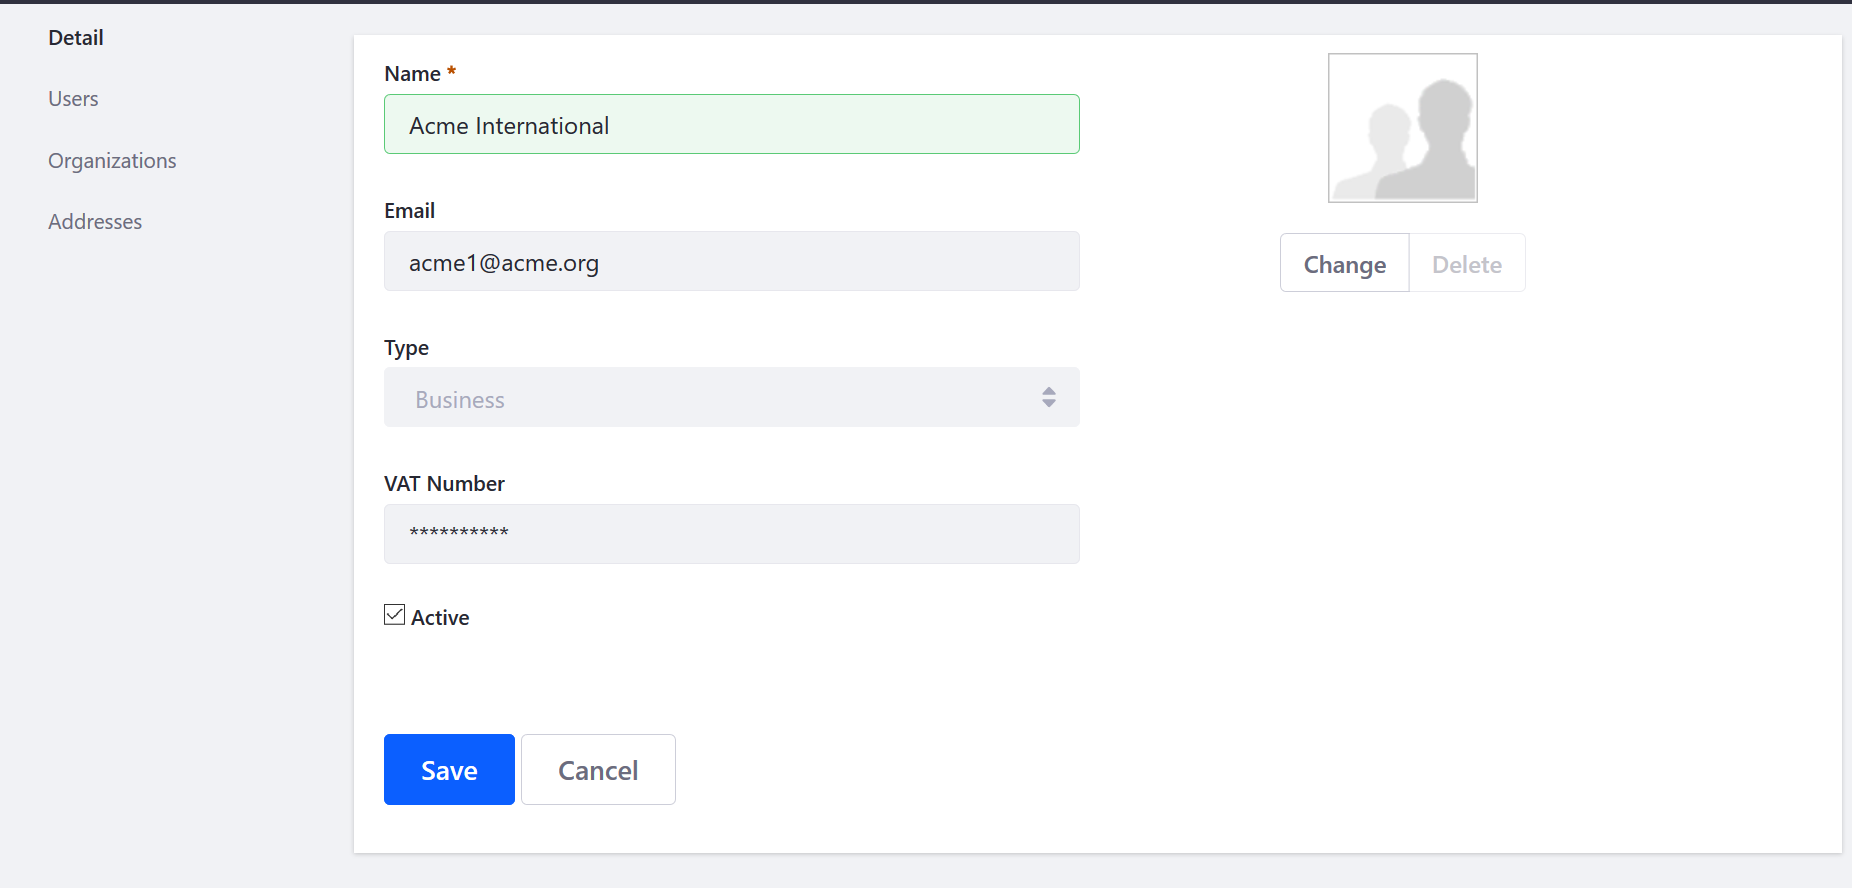 Detail
Users
Organizations
Addresses
Name *
Acme International
Email
acme1@acme.org
Type
Business
VAT Number
**********
Active
Save Cancel
Change Delete